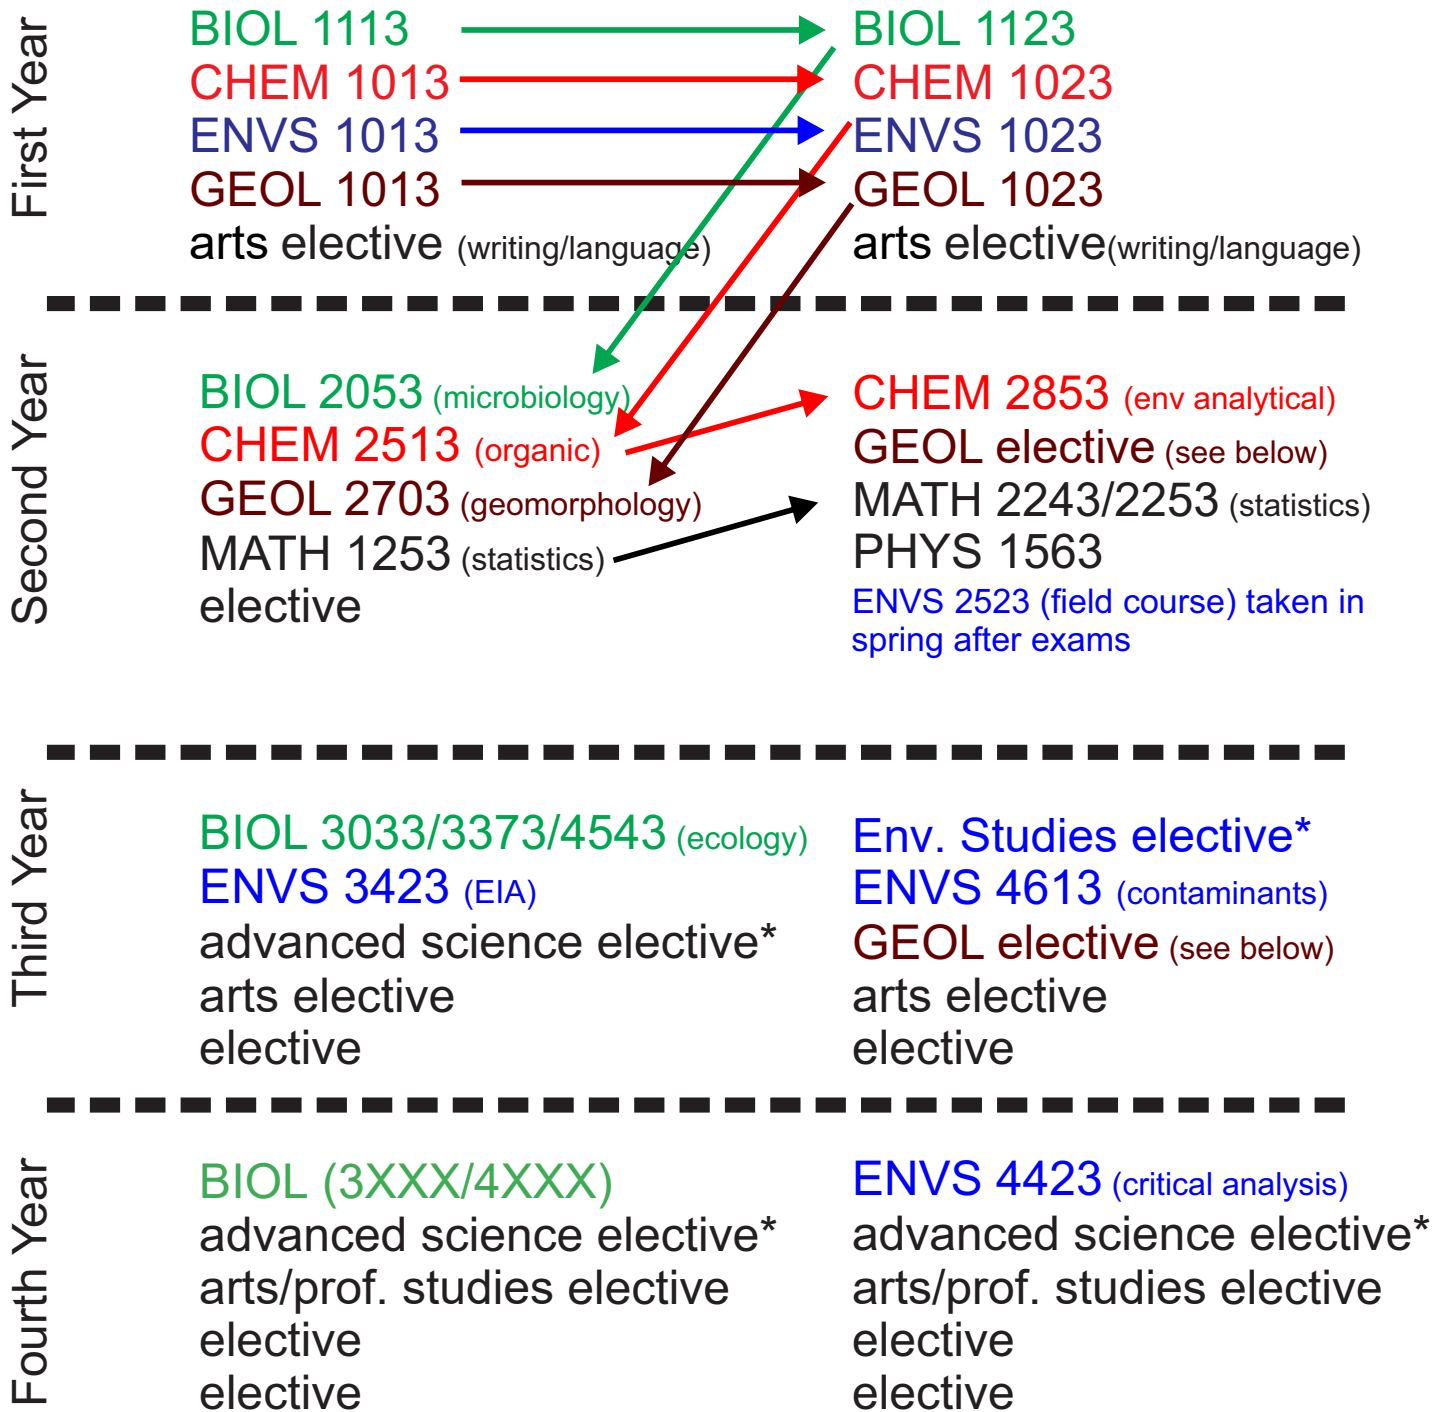 First Year
BIOL 1113
CHEM 1013
ENVS 1013
GEOL 1013
arts elective (writing/language)
BIOL 1123
CHEM 1023
ENVS 1023
GEOL 1023
arts elective(writing/language)
Second Year
BIOL 2053 (microbiology)
CHEM 2513 (organic)
GEOL 2703 (geomorphology)
MATH 1253 (statistics)
elective
CHEM 2853 (env analytical)
GEOL elective (see below)
MATH 2243/2253 (statistics)
PHYS 1563
ENVS 2523 (field course) taken in
spring after exams
Third Year
BIOL 3033/3373/4543 (ecology)
ENVS 3423 (EIA)
advanced science elective*
arts elective
elective
Env. Studies elective*
ENVS 4613 (contaminants)
GEOL elective (see below)
arts elective
elective
Fourth Year
BIOL (3XXX/4XXX)
advanced science elective*
arts/prof. studies elective
elective
elective
ENVS 4423 (critical analysis)
advanced science elective*
arts/prof. studies elective
elective
elective